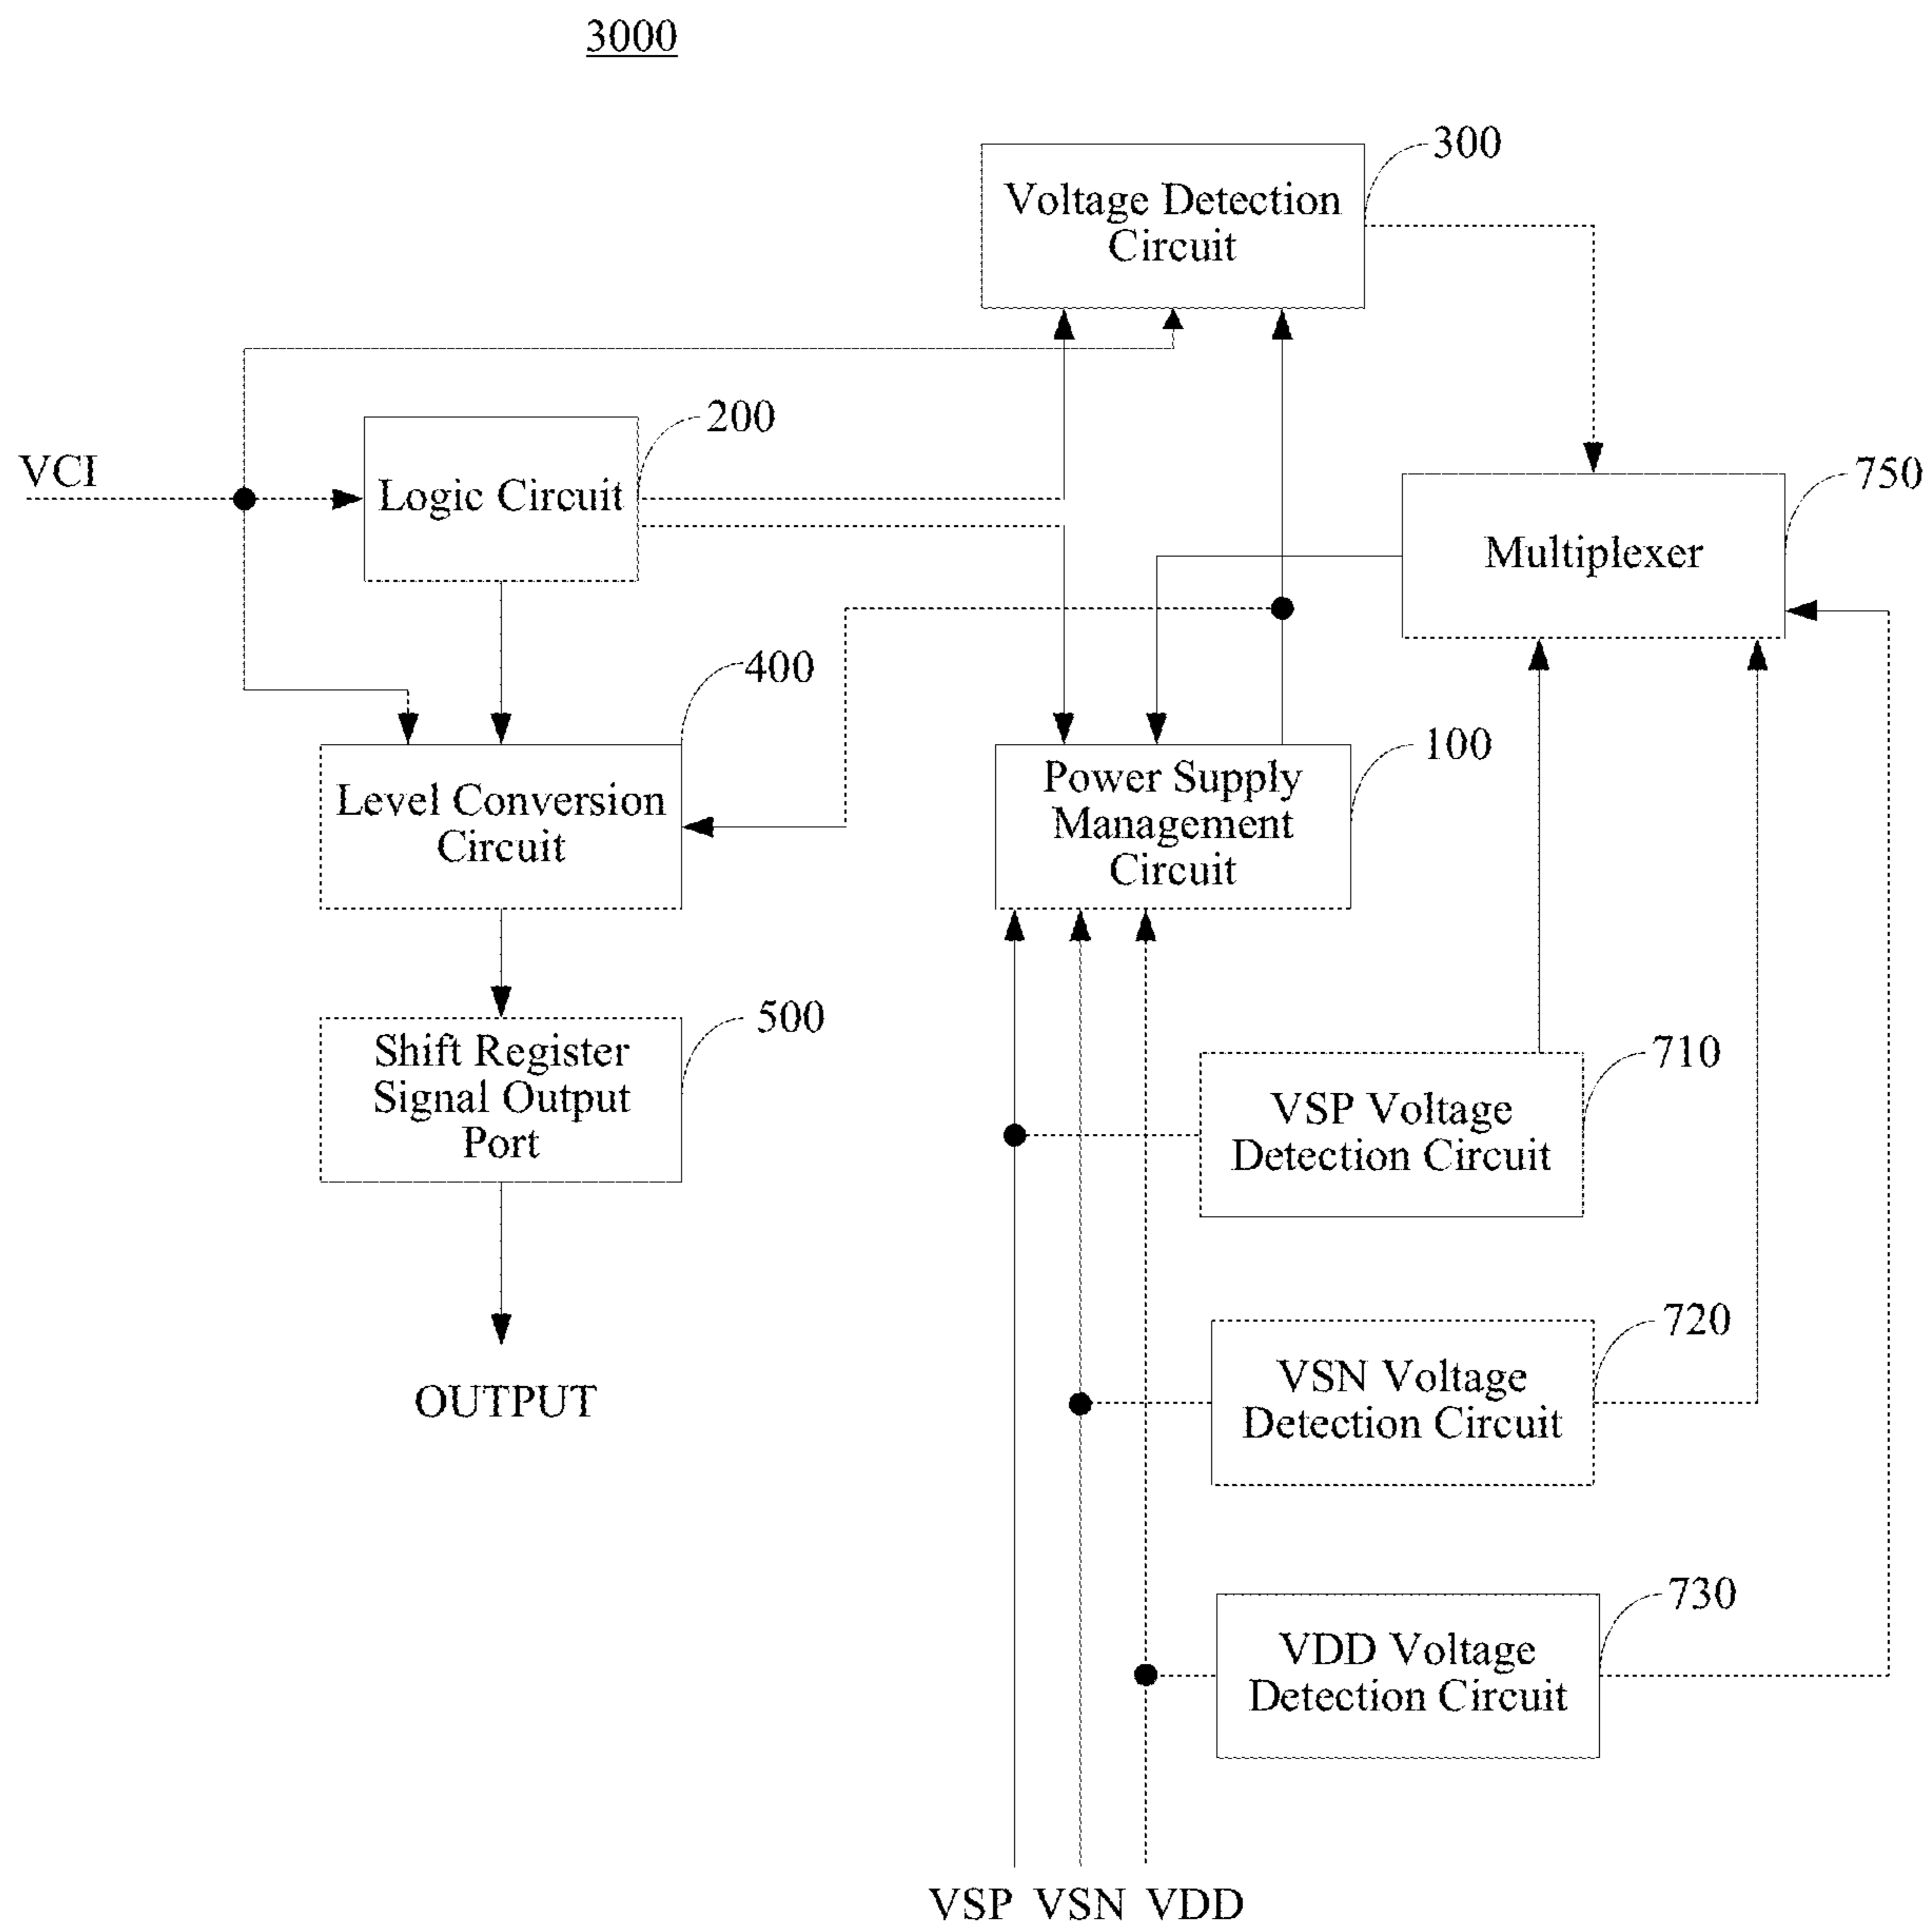 3000
300
Voltage Detection
Circuit
200
VCI
Logic Circuit
750
Multiplexer
400
100
Level Conversion
Circuit
Power Supply
Management
Circuit
500
Shift Register
Signal Output
Port
710
VSP Voltage
Detection Circuit
OUTPUT
720
VSN Voltage
Detection Circuit
730
VDD Voltage
Detection Circuit
VSP VSN VDD